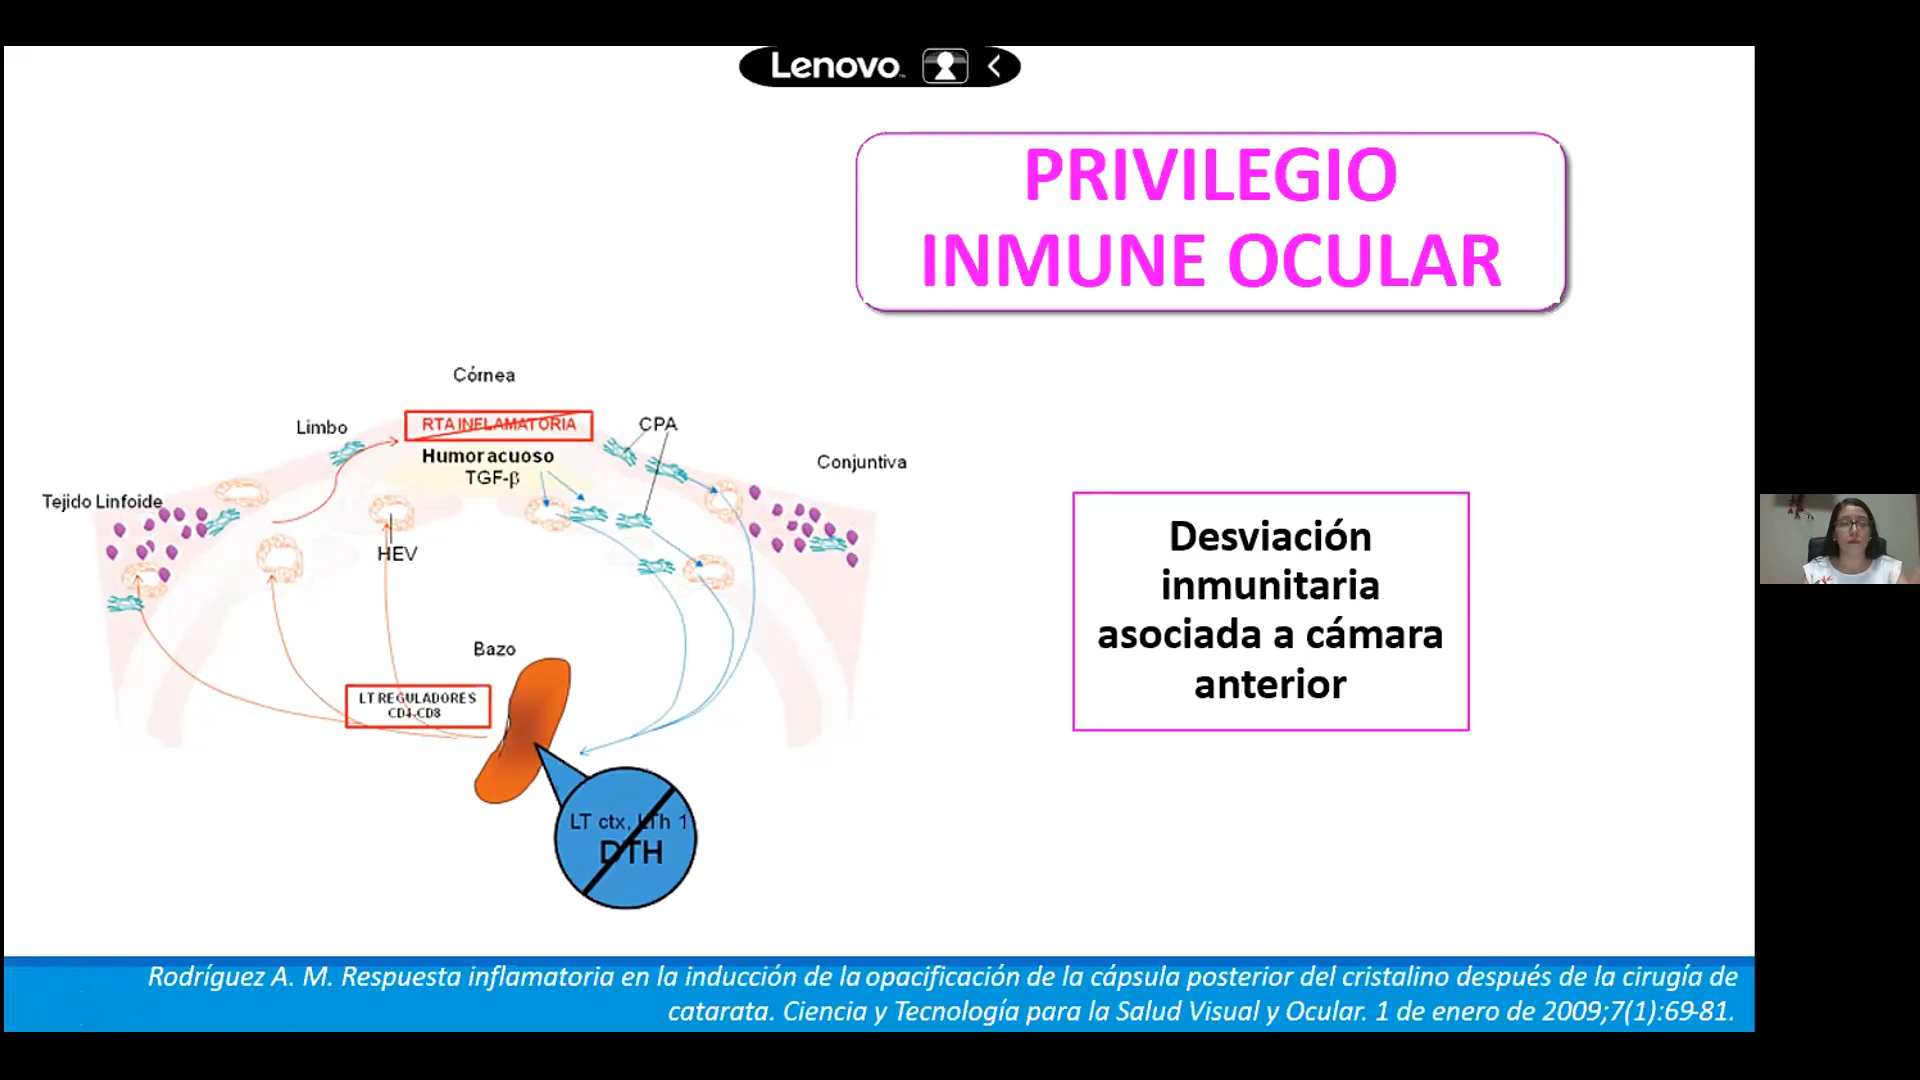 Lenovo
PRIVILEGIO
INMUNE OCULAR
Córnea
Limbo
RTA INFLAMATORIA
CPA
Humor acuoso
TGF-β
Conjuntiva
Tejido Linfoide
HEV
Desviación
inmunitaria
asociada a cámara
anterior
Bazo
LT REGULADORES
CD4-CD8
LT ctx, LTh 1
DTH
Rodríguez A. M. Respuesta inflamatoria en la inducción de la opacificación de la cápsula posterior del cristalino después de la cirugía de
catarata. Ciencia y Tecnología para la Salud Visual y Ocular. 1 de enero de 2009;7(1):69-81.